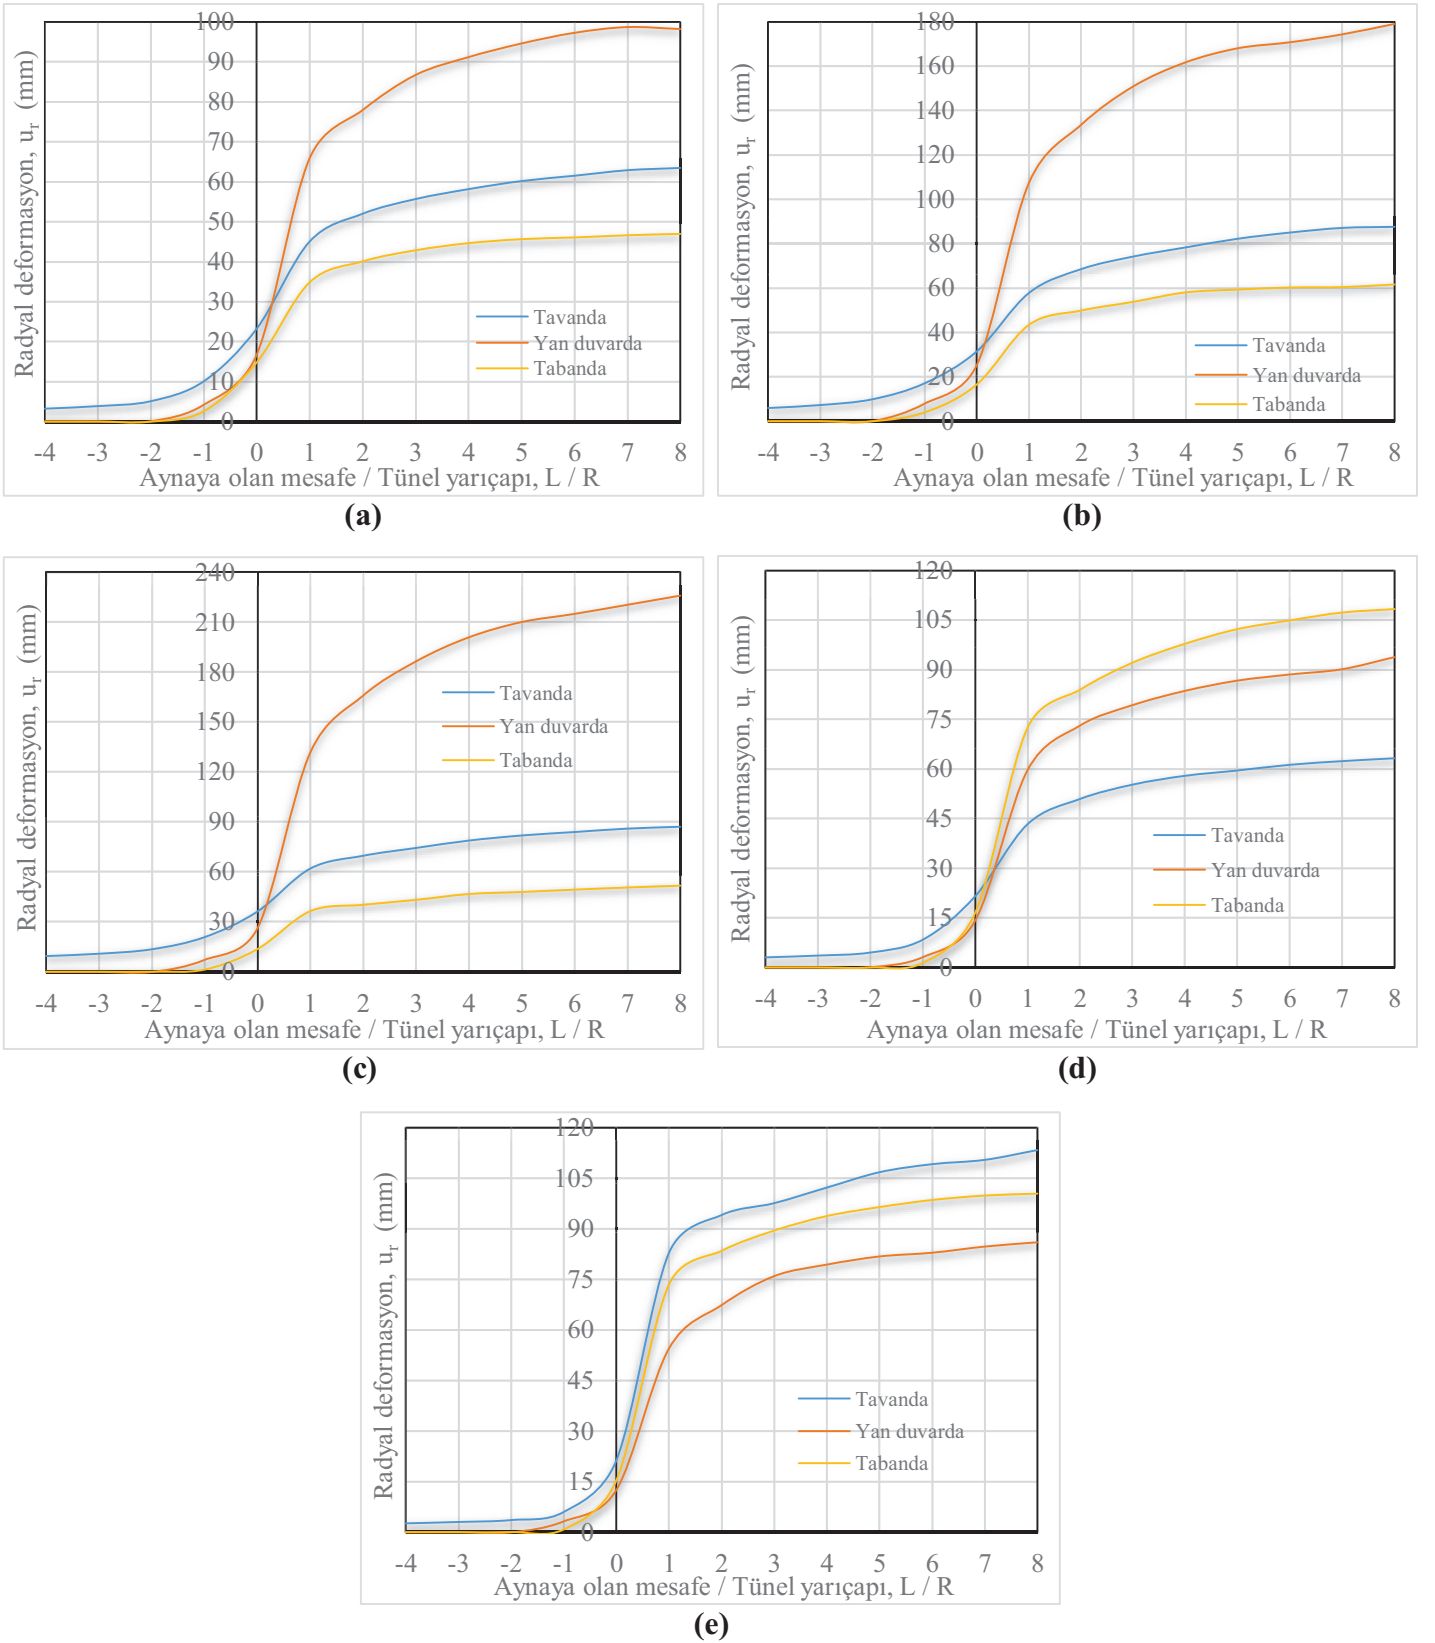 Radyal deformasyon, uᵣ (mm)
100
90
80
70
60
50
40
30
20
10
0
-4 -3 -2 -1 0 1 2 3 4 5 6 7 8
Tavanda
Yan duvarda
Tabanda
Aynaya olan mesafe / Tünel yarıçapı, L / R
(a)
Radyal deformasyon, uᵣ (mm)
180
160
140
120
100
80
60
40
20
0
-4 -3 -2 -1 0 1 2 3 4 5 6 7 8
Tavanda
Yan duvarda
Tabanda
Aynaya olan mesafe / Tünel yarıçapı, L / R
(b)
Radyal deformasyon, uᵣ (mm)
240
210
180
150
120
90
60
30
0
-4 -3 -2 -1 0 1 2 3 4 5 6 7 8
Tavanda
Yan duvarda
Tabanda
Aynaya olan mesafe / Tünel yarıçapı, L / R
(c)
Radyal deformasyon, uᵣ (mm)
120
105
90
75
60
45
30
15
0
-4 -3 -2 -1 0 1 2 3 4 5 6 7 8
Tavanda
Yan duvarda
Tabanda
Aynaya olan mesafe / Tünel yarıçapı, L / R
(d)
Radyal deformasyon, uᵣ (mm)
120
105
90
75
60
45
30
15
0
-4 -3 -2 -1 0 1 2 3 4 5 6 7 8
Tavanda
Yan duvarda
Tabanda
Aynaya olan mesafe / Tünel yarıçapı, L / R
(e)